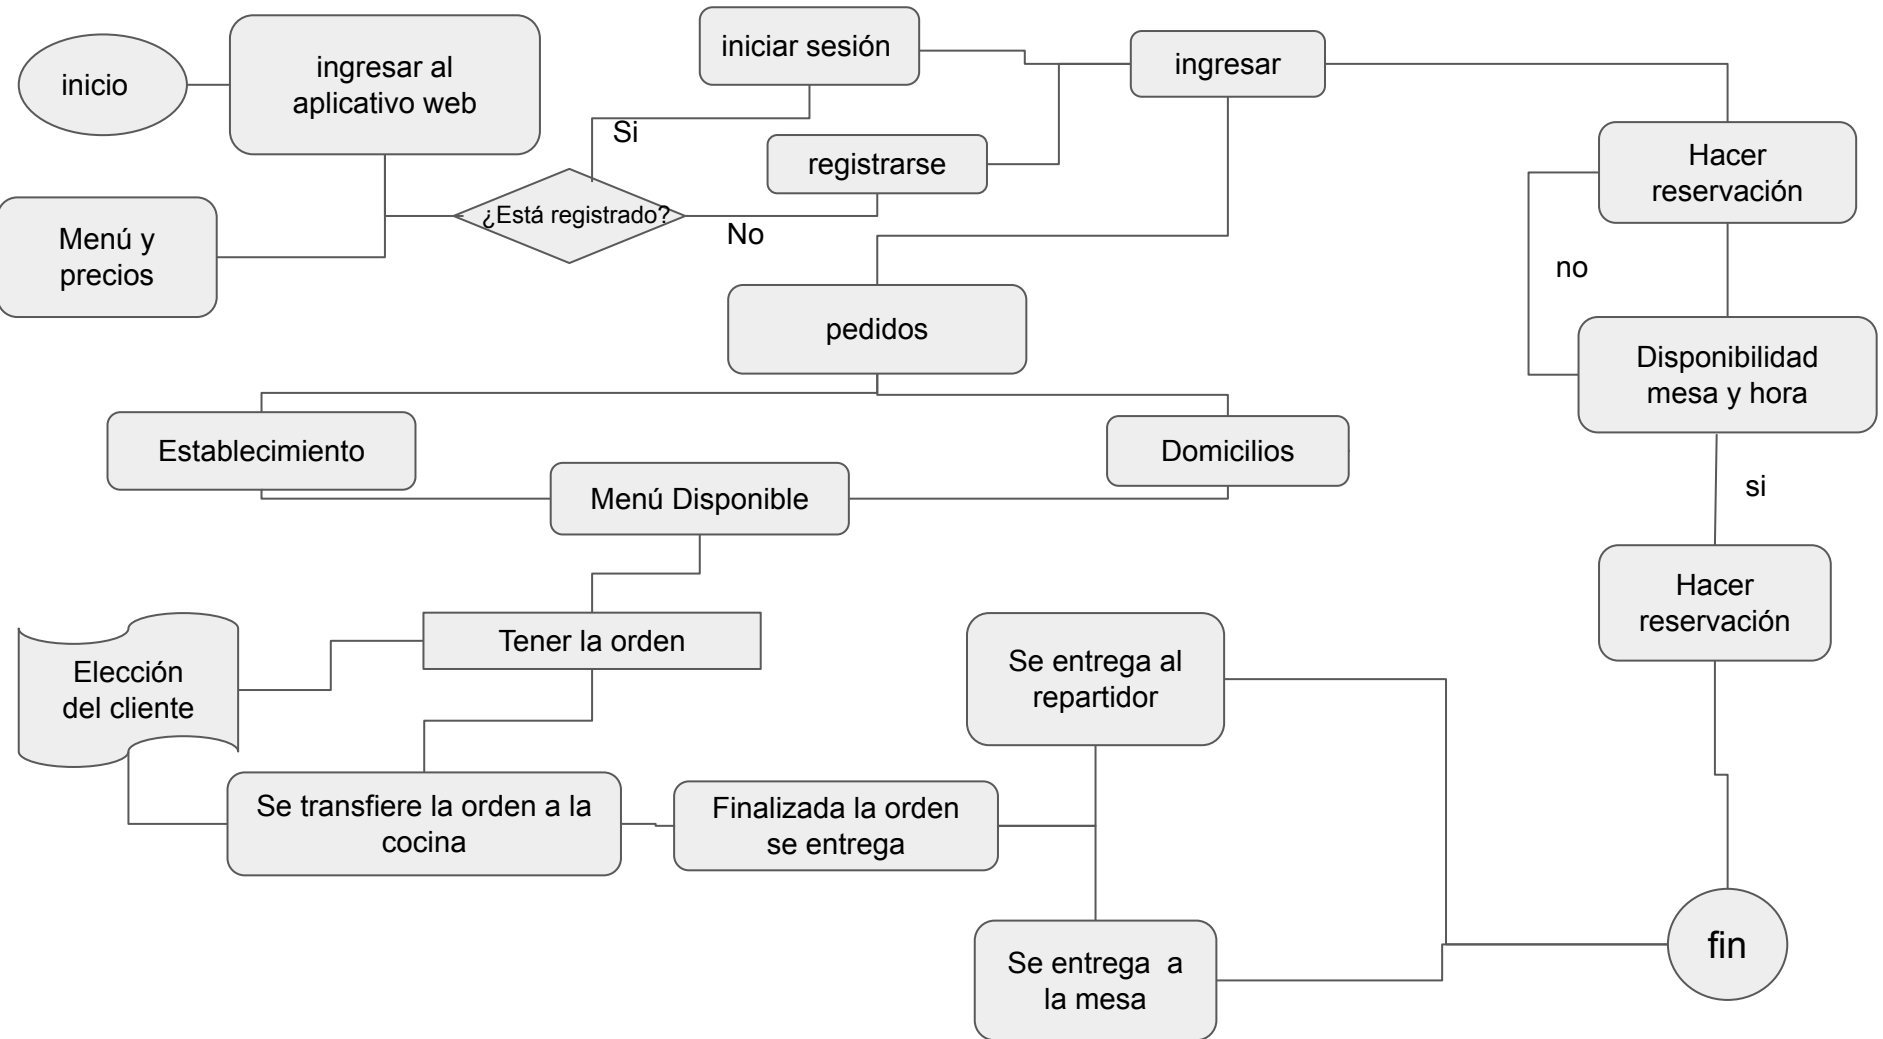 inicio
ingresar al
aplicativo web
iniciar sesión
ingresar
Si
registrarse
Hacer
reservación
¿Está registrado?
No
Menú y
precios
no
pedidos
Disponibilidad
mesa y hora
Establecimiento
Domicilios
Menú Disponible
si
Hacer
reservación
Tener la orden
Elección
del cliente
Se entrega al
repartidor
Se transfiere la orden a la
cocina
Finalizada la orden
se entrega
fin
Se entrega  a
la mesa